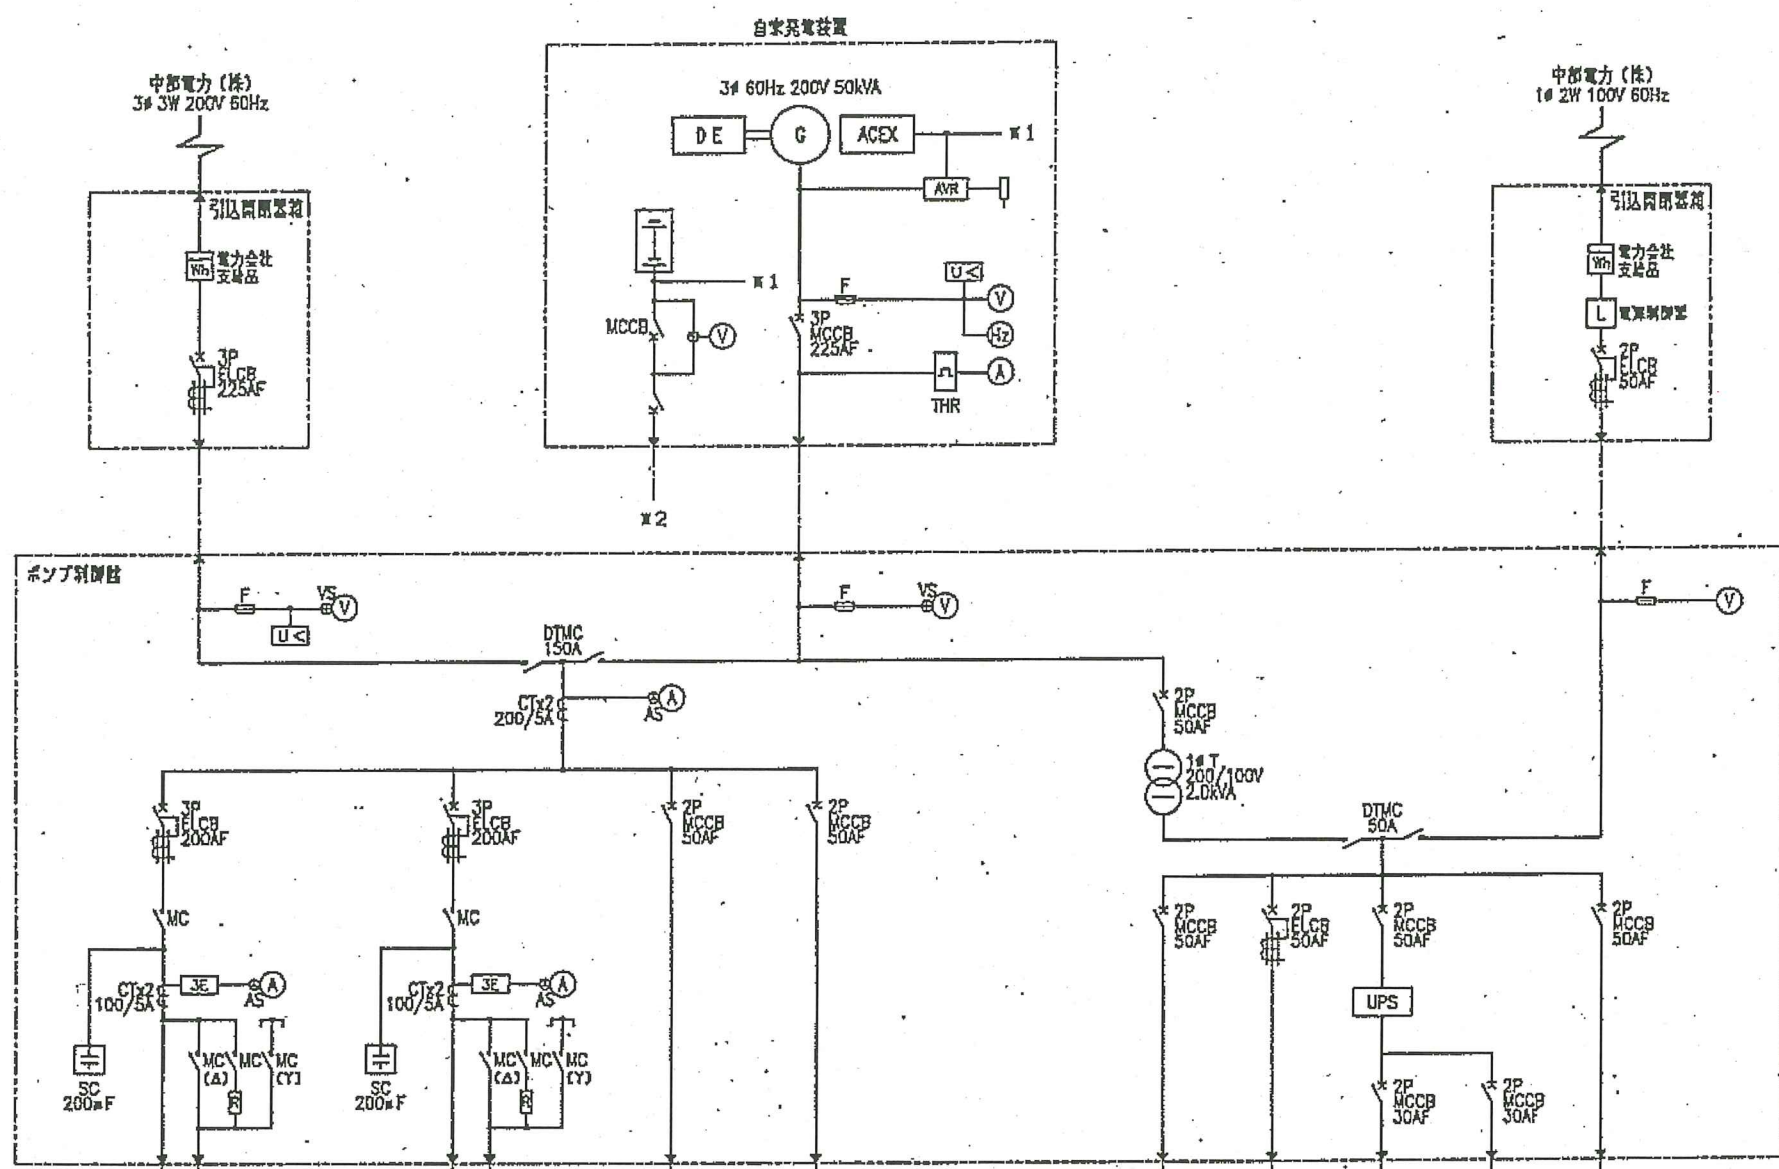 自家発電装置
中部電力(株)
3φ 3W 200V 60Hz
3φ 60Hz 200V 50kVA
中部電力(株)
1φ 2W 100V 60Hz
DE
G
ACEX
※1
AVR
引込開閉器箱
引込開閉器箱
Wh
電力会社
支給品
Wh
電力会社
支給品
※1
U<
F
V
Hz
L
電流制限器
MCCB
V
3P
MCCB
225AF
3P
ELCB
225AF
2P
ELCB
50AF
A
THR
※2
ポンプ制御盤
F
VS
V
U<
F
VS
V
F
V
DTMC
150A
CTx2
200/5A
A
AS
2P
MCCB
50AF
1φT
200/100V
2.0kVA
3P
ELCB
200AF
3P
ELCB
200AF
2P
MCCB
50AF
2P
MCCB
50AF
DTMC
50A
MC
MC
2P
MCCB
50AF
2P
ELCB
50AF
2P
MCCB
50AF
2P
MCCB
50AF
CTx2
100/5A
3E
A
AS
CTx2
100/5A
3E
A
AS
UPS
SC
200μF
MC
(Δ)
MC
R
MC
(Y)
SC
200μF
MC
(Δ)
MC
R
MC
(Y)
2P
MCCB
30AF
2P
MCCB
30AF